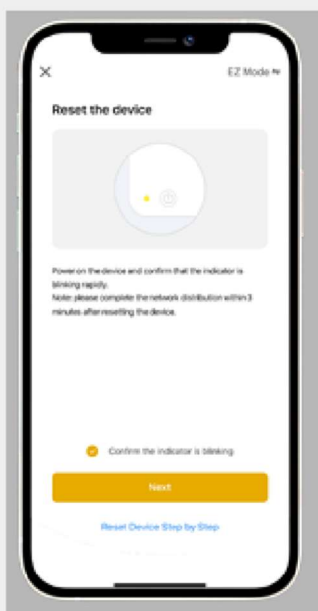 EZ Mode ⇋
Reset the device
Power on the device and confirm that the indicator is
blinking rapidly.
Note: please complete the network distribution within 3
minutes after resetting the device.
Confirm the indicator is blinking
Next
Reset Device Step by Step